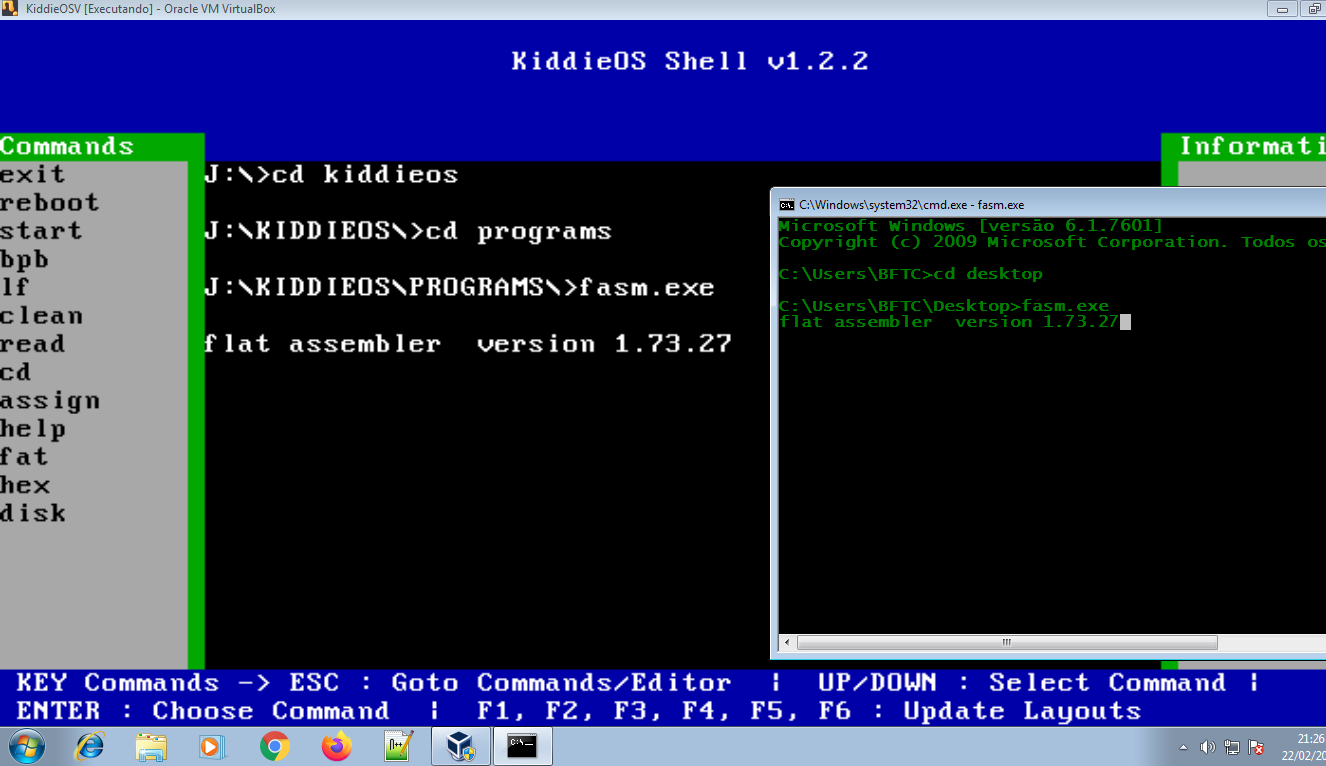 KiddieOSV [Executando] - Oracle VM VirtualBox
KiddieOS Shell v1.2.2
Commands
exit
reboot
start
bpb
lf
clean
read
cd
assign
help
fat
hex
disk
J:\>cd kiddieos
J:\KIDDIEOS\>cd programs
J:\KIDDIEOS\PROGRAMS\>fasm.exe
flat assembler  version 1.73.27
Informati
C:\Windows\system32\cmd.exe - fasm.exe
Microsoft Windows [versão 6.1.7601]
Copyright (c) 2009 Microsoft Corporation. Todos os
C:\Users\BFTC>cd desktop
C:\Users\BFTC\Desktop>fasm.exe
flat assembler  version 1.73.27
KEY Commands -> ESC : Goto Commands/Editor  ¦  UP/DOWN : Select Command ¦
ENTER : Choose Command  ¦  F1, F2, F3, F4, F5, F6 : Update Layouts
21:26
22/02/20